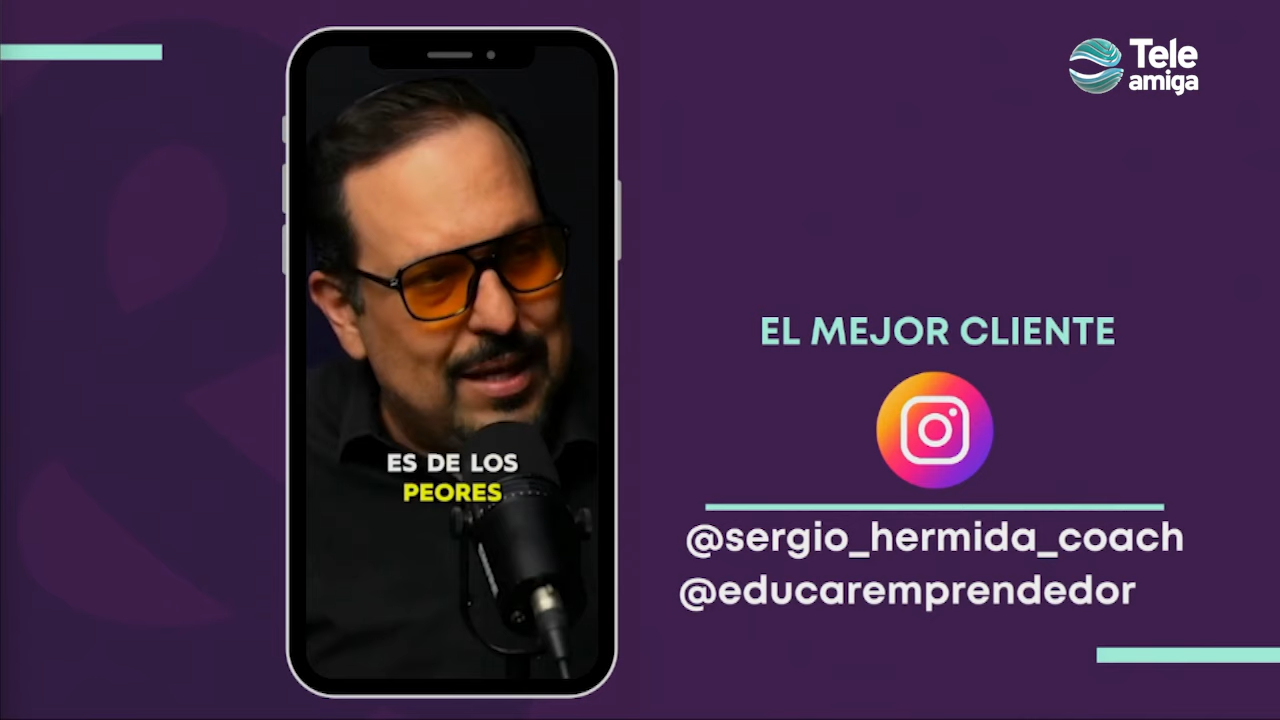 Tele
amiga
ES DE LOS
PEORES
EL MEJOR CLIENTE
@sergio_hermida_coach
@educaremprendedor